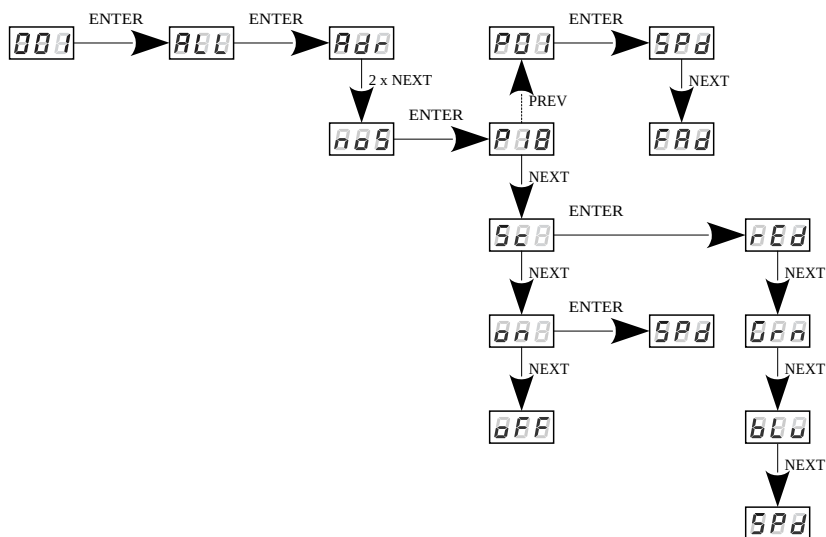 ENTER ENTER ENTER
001 ALL Adr P01 SPd
2 x NEXT PREV NEXT
ENTER
noS P18 FAd
NEXT
ENTER
Sc rEd
NEXT NEXT
ENTER
on SPd Grn
NEXT NEXT
oFF bLu
NEXT
SPd